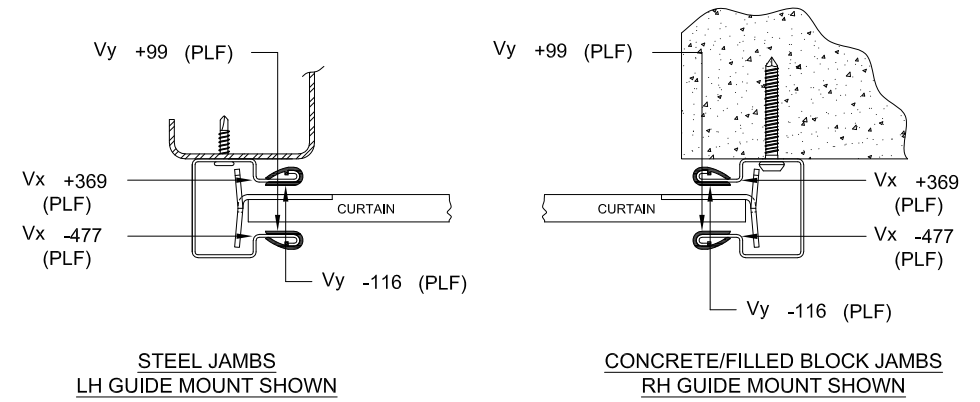 Vy +99 (PLF)
Vx +369
(PLF)
Vx -477
(PLF)
CURTAIN
Vy -116 (PLF)
STEEL JAMBS
LH GUIDE MOUNT SHOWN
Vy +99 (PLF)
CURTAIN
Vx +369
(PLF)
Vx -477
(PLF)
Vy -116 (PLF)
CONCRETE/FILLED BLOCK JAMBS
RH GUIDE MOUNT SHOWN